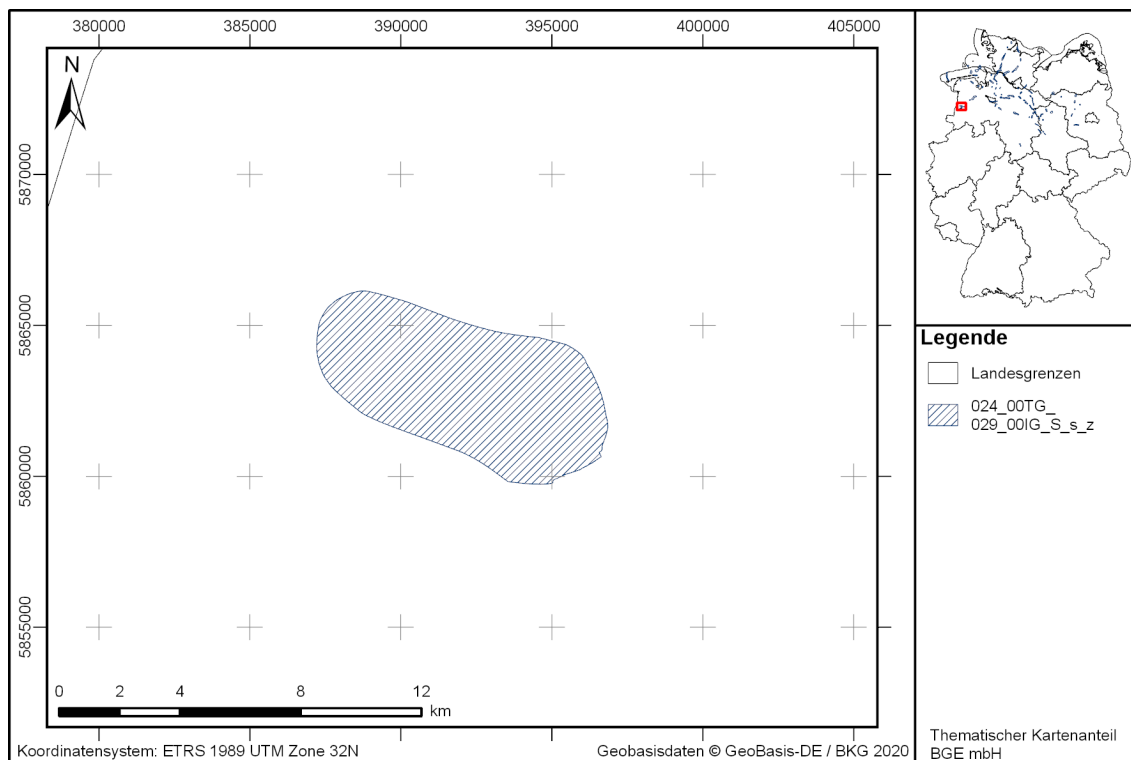 380000 385000 390000 395000 400000 405000
N
5870000
5865000
5860000
5855000
0 2 4 8 12
km
Koordinatensystem: ETRS 1989 UTM Zone 32N
Geobasisdaten © GeoBasis-DE / BKG 2020
Legende
Landesgrenzen
024_00TG_
029_00IG_S_s_z
Thematischer Kartenanteil
BGE mbH